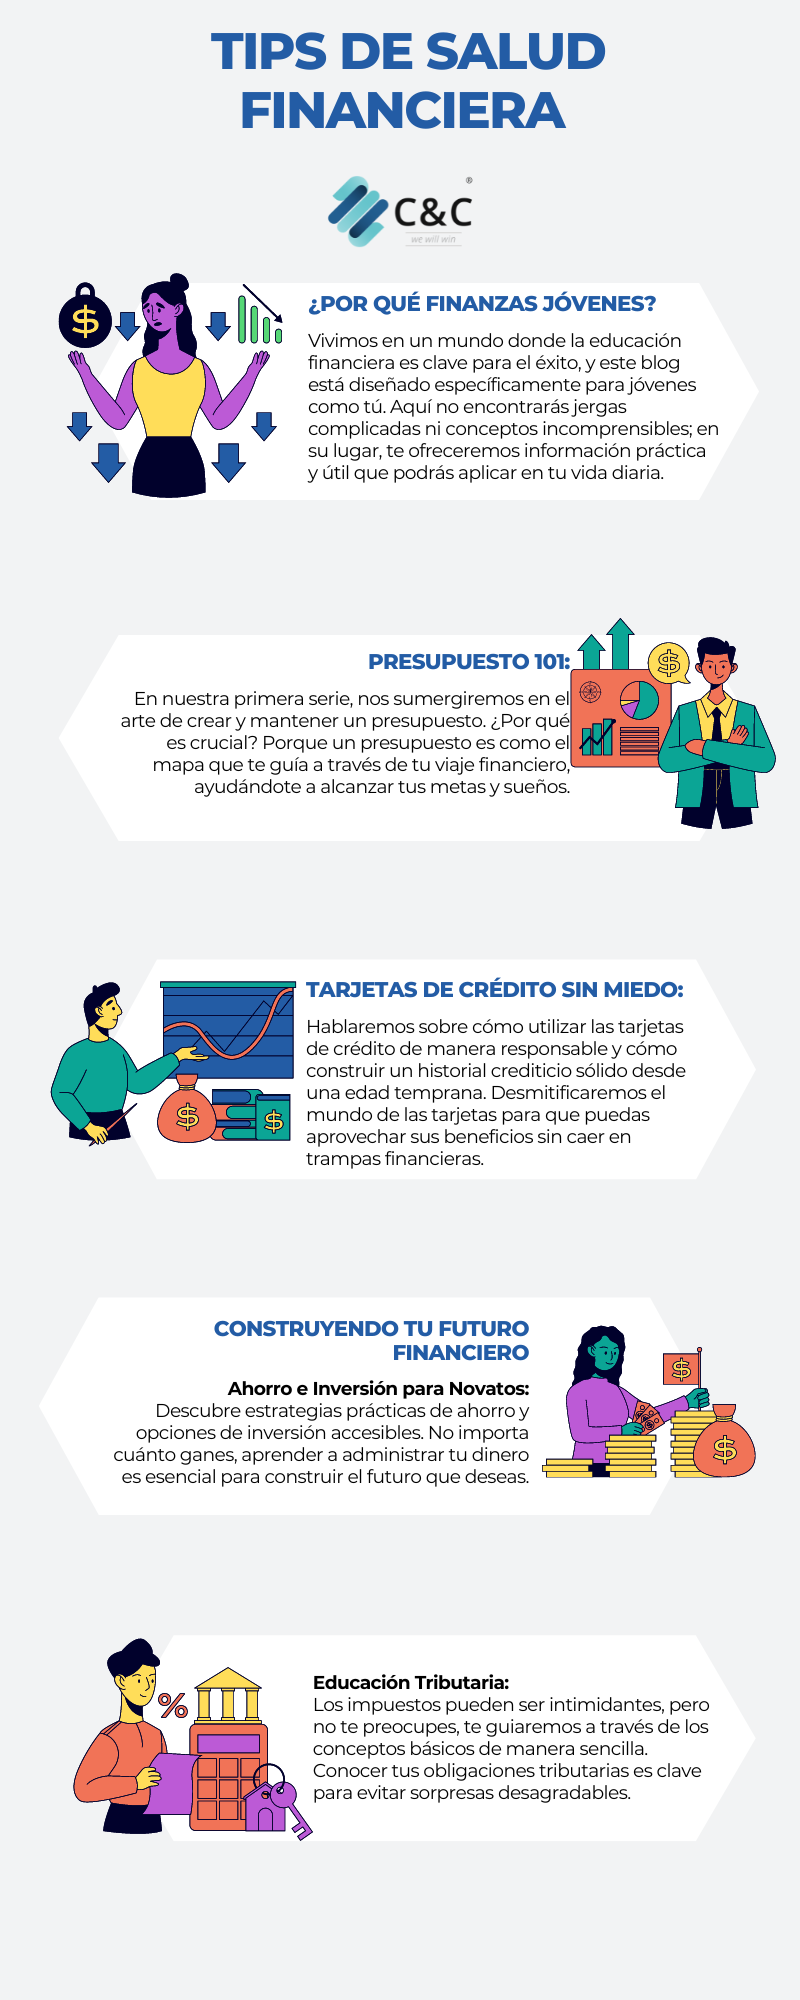 TIPS DE SALUD
FINANCIERA
®
C&C
we will win
¿POR QUÉ FINANZAS JÓVENES?
Vivimos en un mundo donde la educación
financiera es clave para el éxito, y este blog
está diseñado específicamente para jóvenes
como tú. Aquí no encontrarás jergas
complicadas ni conceptos incomprensibles; en
su lugar, te ofreceremos información práctica
y útil que podrás aplicar en tu vida diaria.
$
PRESUPUESTO 101:
En nuestra primera serie, nos sumergiremos en el
arte de crear y mantener un presupuesto. ¿Por qué
es crucial? Porque un presupuesto es como el
mapa que te guía a través de tu viaje financiero,
ayudándote a alcanzar tus metas y sueños.
$
TARJETAS DE CRÉDITO SIN MIEDO:
Hablaremos sobre cómo utilizar las tarjetas
de crédito de manera responsable y cómo
construir un historial crediticio sólido desde
una edad temprana. Desmitificaremos el
mundo de las tarjetas para que puedas
aprovechar sus beneficios sin caer en
trampas financieras.
$
$
CONSTRUYENDO TU FUTURO
FINANCIERO
Ahorro e Inversión para Novatos:
Descubre estrategias prácticas de ahorro y
opciones de inversión accesibles. No importa
cuánto ganes, aprender a administrar tu dinero
es esencial para construir el futuro que deseas.
$
$
%
Educación Tributaria:
Los impuestos pueden ser intimidantes, pero
no te preocupes, te guiaremos a través de los
conceptos básicos de manera sencilla.
Conocer tus obligaciones tributarias es clave
para evitar sorpresas desagradables.